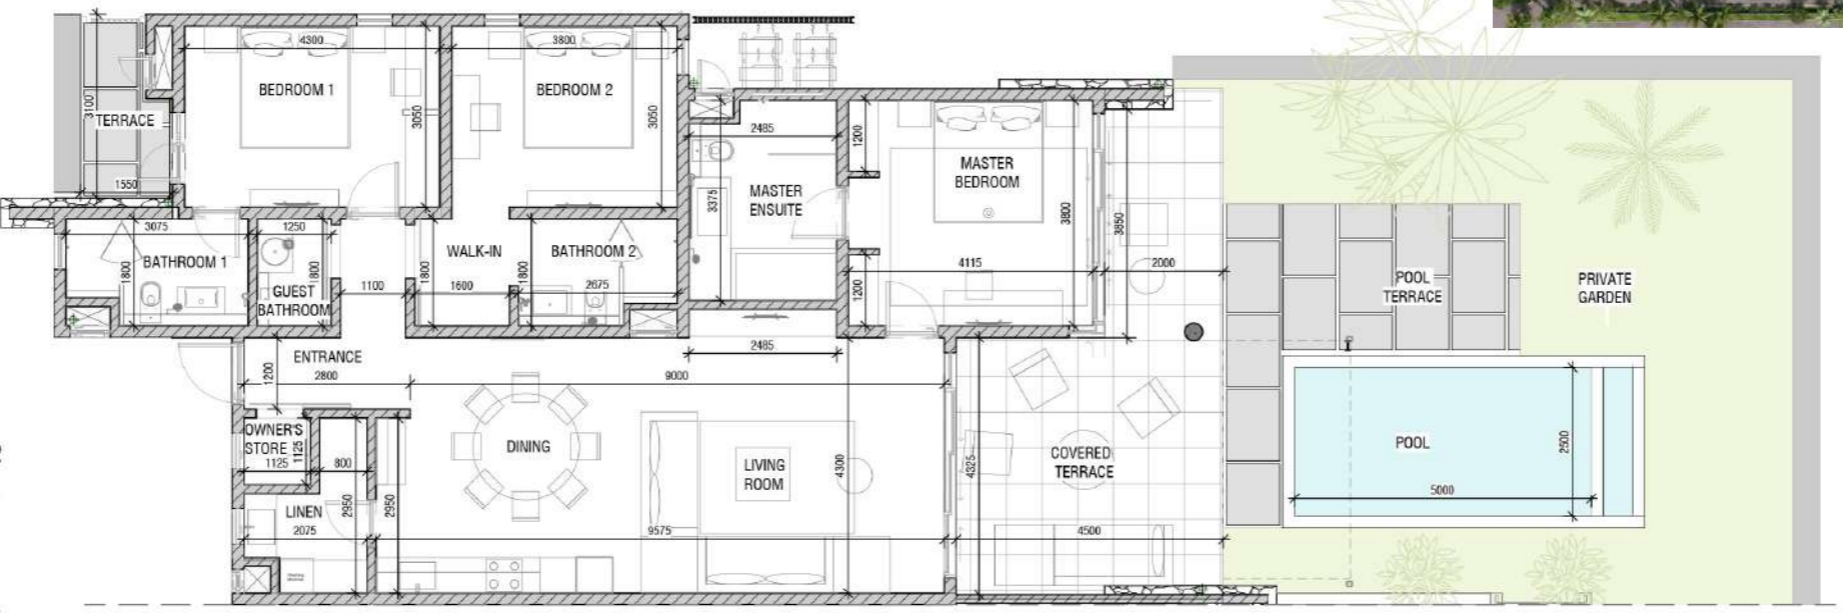 4300
3800
BEDROOM 1
BEDROOM 2
3100
TERRACE
3050
3050
1550
2485
1200
MASTER
BEDROOM
MASTER
ENSUITE
3375
3800
3850
3075
1250
BATHROOM 1
1800
1800
GUEST
BATHROOM
1100
WALK-IN
1800
1600
1800
BATHROOM 2
2675
4115
2000
1200
POOL
TERRACE
PRIVATE
GARDEN
ENTRANCE
1200
2800
2485
9000
OWNER'S
STORE
1125
1125
800
DINING
LIVING
ROOM
4300
4325
COVERED
TERRACE
POOL
2500
5000
LINEN
2075
2950
2950
9575
4500